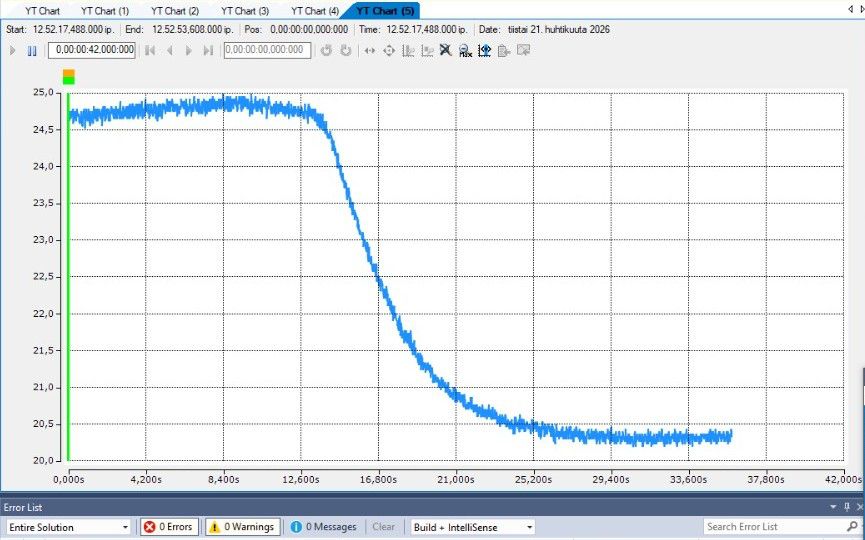 YT Chart YT Chart (1) YT Chart (2) YT Chart (3) YT Chart (4) YT Chart (5)
Start: 12.52.17,488.000 ip. End: 12.52.53,608.000 ip. Pos: 0.00:00:00,000:000 Time: 12.52.17,488.000 ip. Date: tiistai 21. huhtikuuta 2026
0,00:00:42,000:000 0,00:00:00,000,000
25,0
24,5
24,0
23,5
23,0
22,5
22,0
21,5
21,0
20,5
20,0
0,000s 4,200s 8,400s 12,600s 16,800s 21,000s 25,200s 29,400s 33,600s 37,800s 42,000s
Error List
Entire Solution 0 Errors 0 Warnings 0 Messages Clear Build + IntelliSense Search Error List